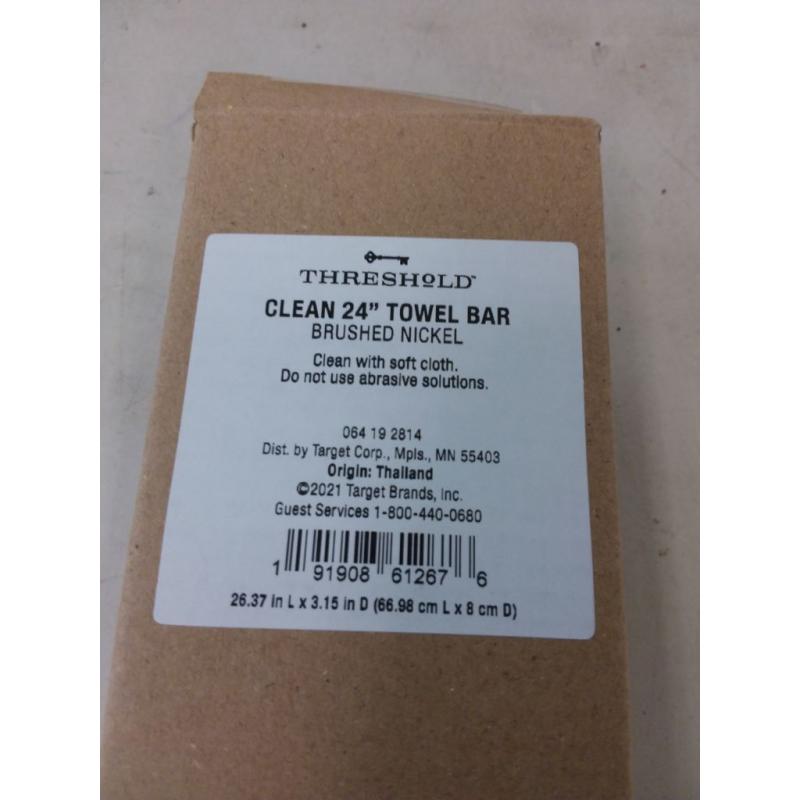 THRESHOLD™
CLEAN 24” TOWEL BAR
BRUSHED NICKEL
Clean with soft cloth.
Do not use abrasive solutions.
064 19 2814
Dist. by Target Corp., Mpls., MN 55403
Origin: Thailand
©2021 Target Brands, Inc.
Guest Services 1-800-440-0680
1 91908 61267 6
26.37 in L x 3.15 in D (66.98 cm L x 8 cm D)